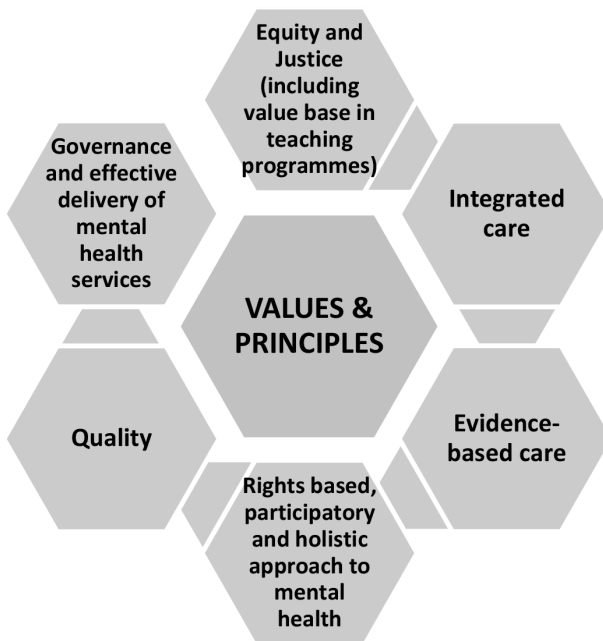 Equity and
Justice
(including
value base in
teaching
programmes)
Governance
and effective
delivery of
mental
health
services
Integrated
care
VALUES &
PRINCIPLES
Quality
Evidence-
based care
Rights based,
participatory
and holistic
approach to
mental
health